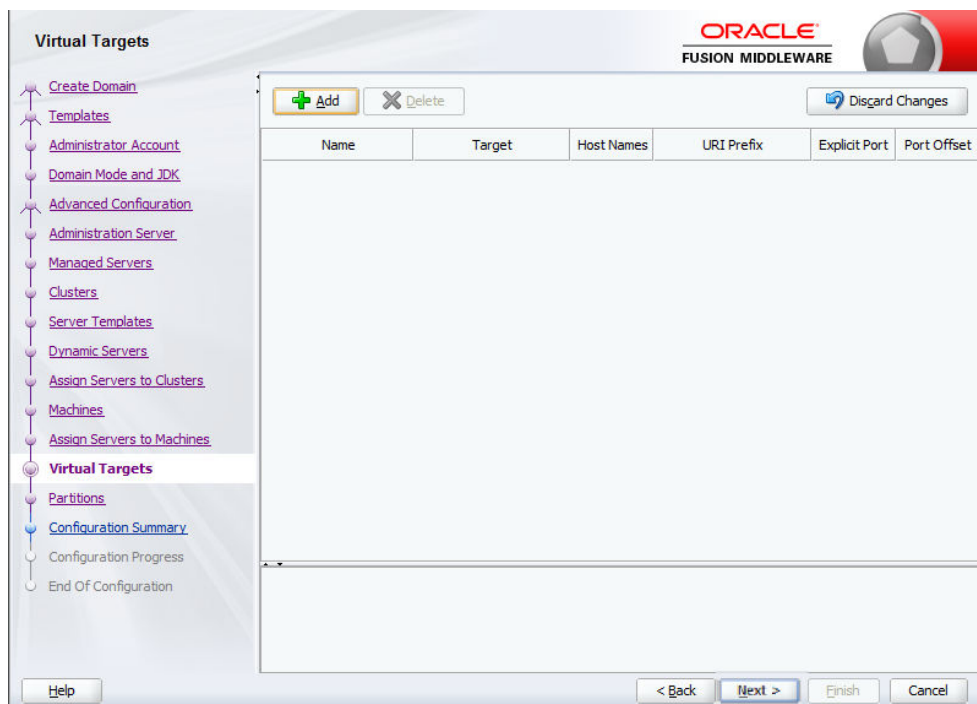 Virtual Targets
ORACLE
FUSION MIDDLEWARE
Create Domain
Templates
Administrator Account
Domain Mode and JDK
Advanced Configuration
Administration Server
Managed Servers
Clusters
Server Templates
Dynamic Servers
Assign Servers to Clusters
Machines
Assign Servers to Machines
Virtual Targets
Partitions
Configuration Summary
Configuration Progress
End Of Configuration
Add Delete Discard Changes
Name Target Host Names URI Prefix Explicit Port Port Offset
Help < Back Next > Finish Cancel